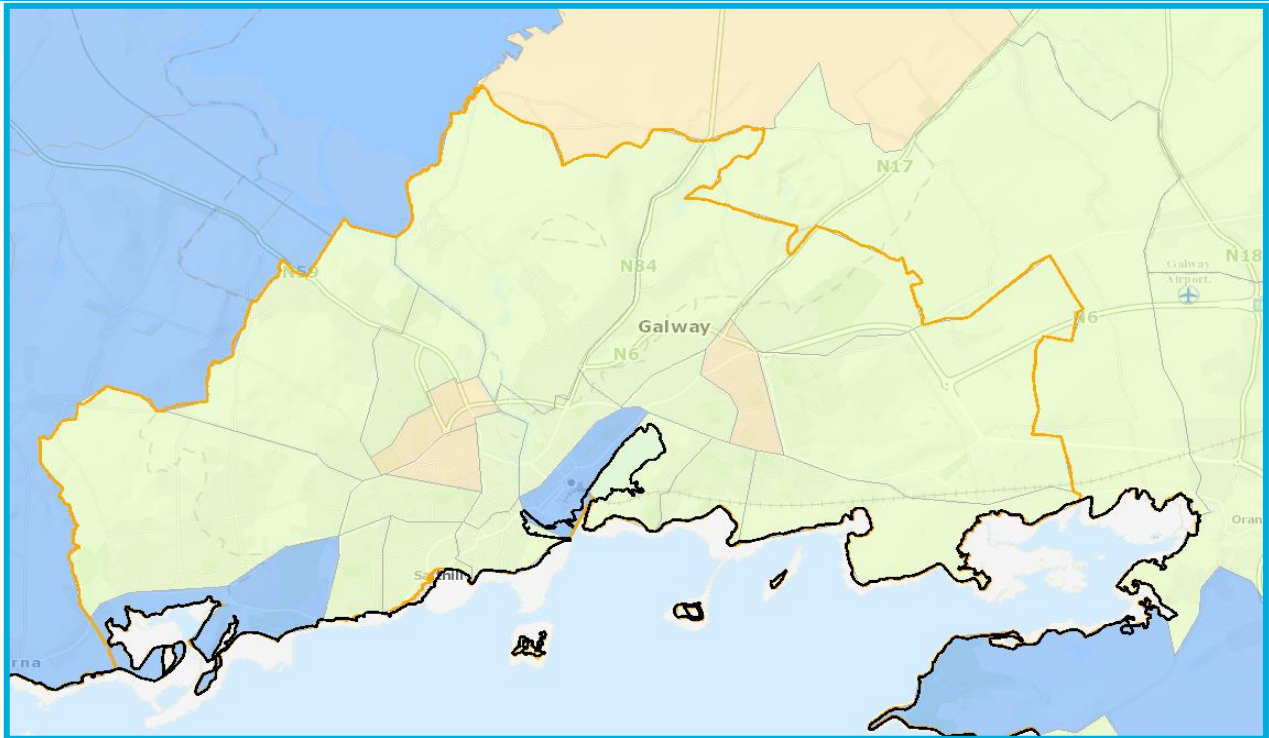 N17
N18
Galway
Airport.
N59
N84
N6
Galway
N6
Oran
Salthill
rna